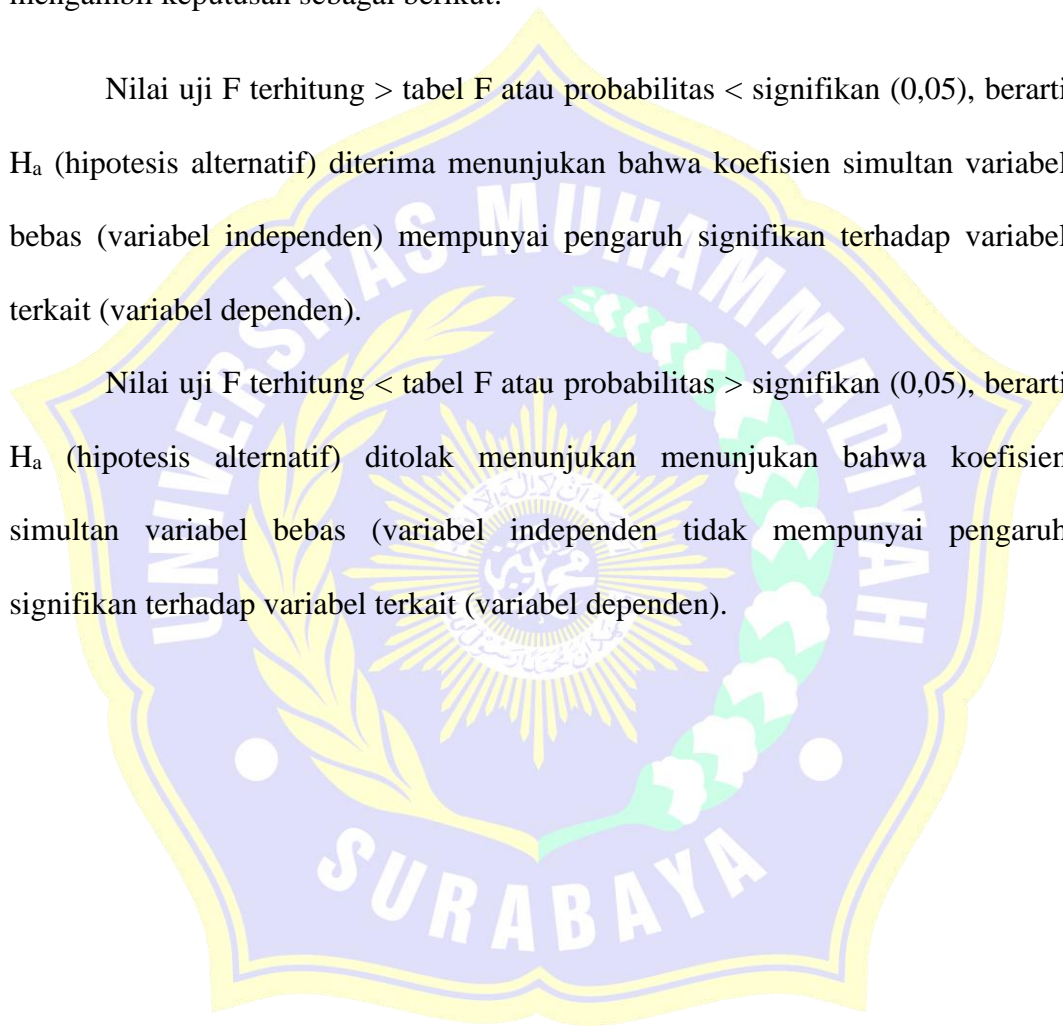 mengambil keputusan sebagai berikut:
Nilai uji F terhitung > tabel F atau probabilitas < signifikan (0,05), berarti
Ha (hipotesis alternatif) diterima menunjukan bahwa koefisien simultan variabel
bebas (variabel independen) mempunyai pengaruh signifikan terhadap variabel
terkait (variabel dependen).
Nilai uji F terhitung < tabel F atau probabilitas > signifikan (0,05), berarti
Ha (hipotesis alternatif) ditolak menunjukan menunjukan bahwa koefisien
simultan variabel bebas (variabel independen tidak mempunyai pengaruh
signifikan terhadap variabel terkait (variabel dependen).
UNIVERSITAS MUHAMMADIYAH
SURABAYA